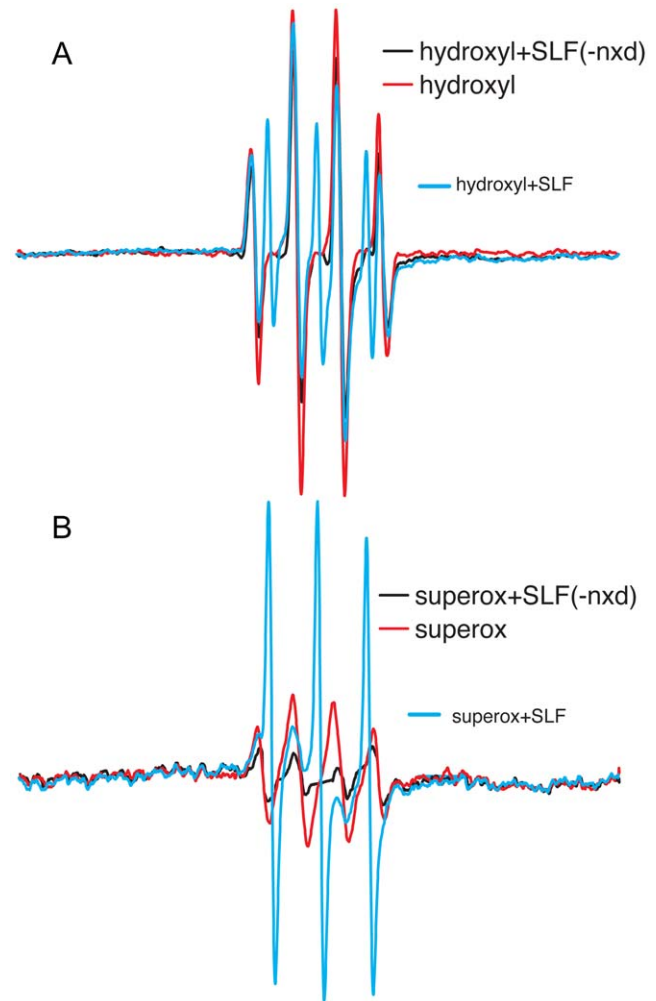 A
hydroxyl+SLF(-nxd)
hydroxyl
hydroxyl+SLF
B
superox+SLF(-nxd)
superox
superox+SLF